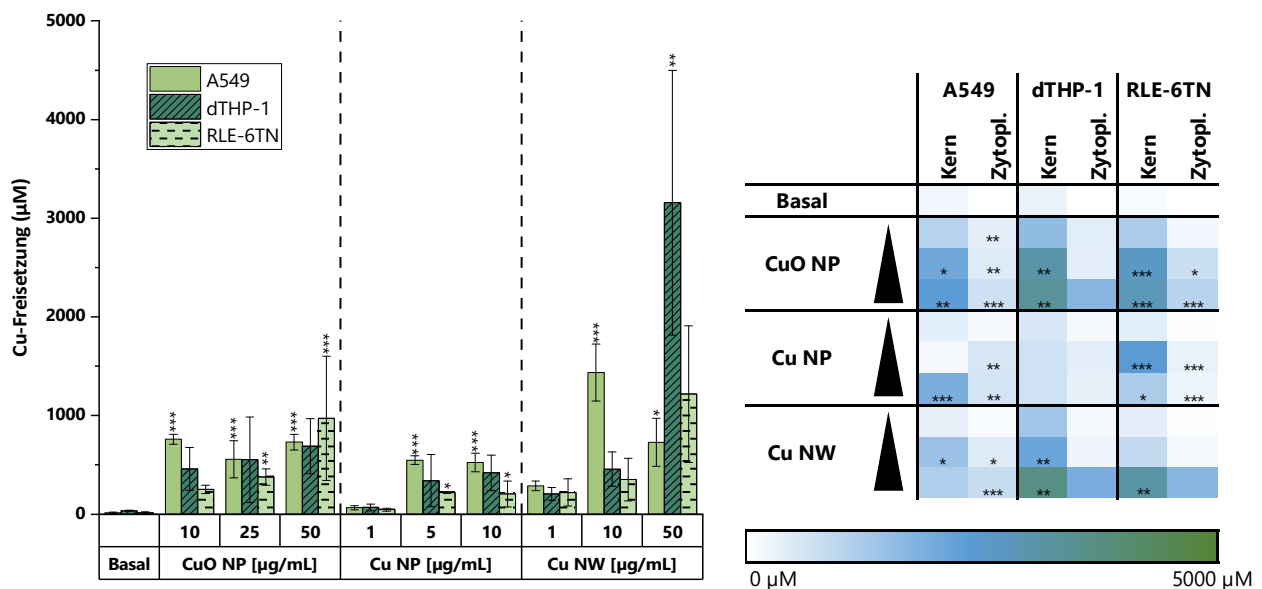 5000
4000
3000
2000
1000
0
Cu-Freisetzung (µM)
A549
dTHP-1
RLE-6TN
*** *** ** *** *** *** * *** * *** * **
10 25 50 1 5 10 1 10 50
Basal CuO NP [µg/mL] Cu NP [µg/mL] Cu NW [µg/mL]
A549 dTHP-1 RLE-6TN
Kern Zytopl. Kern Zytopl. Kern Zytopl.
Basal
**
CuO NP
* ** ** *** *
** *** ** *** ***
Cu NP
** *** ***
*** ** * ***
Cu NW
* * **
*** ** **
0 µM 5000 µM